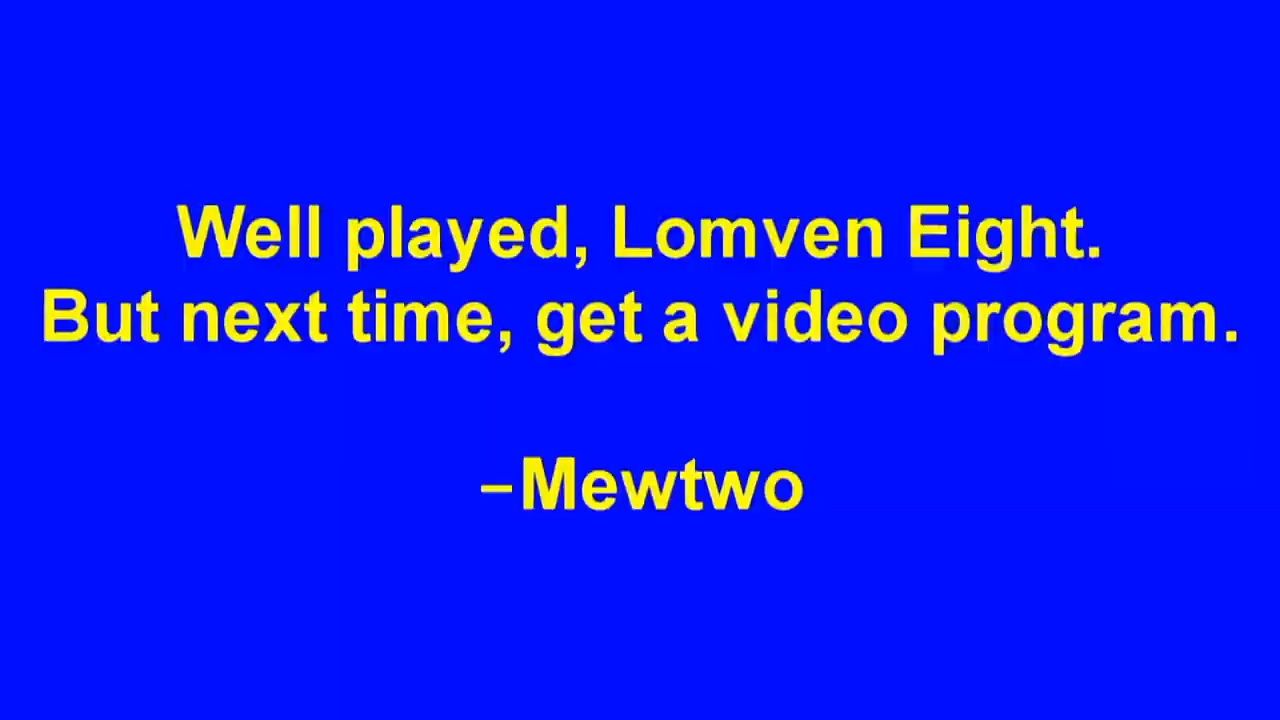 Well played, Lomven Eight.
But next time, get a video program.
–Mewtwo